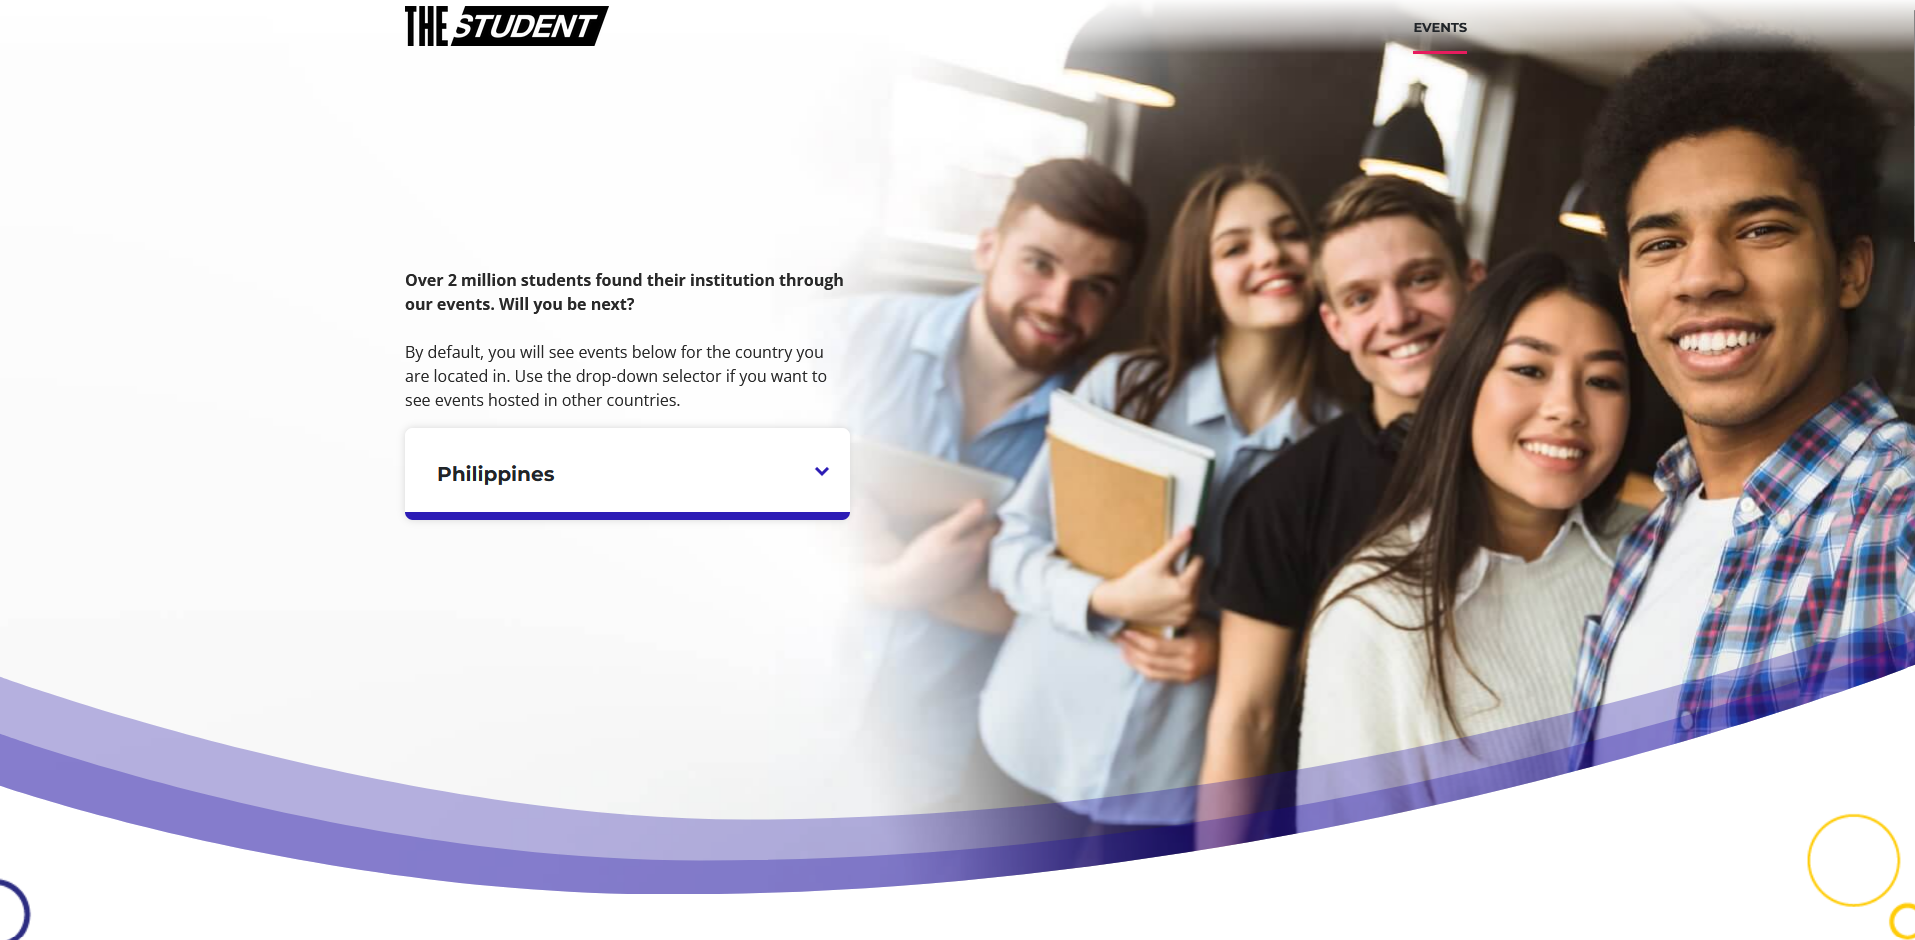 THE STUDENT
EVENTS
Over 2 million students found their institution through
our events. Will you be next?
By default, you will see events below for the country you
are located in. Use the drop-down selector if you want to
see events hosted in other countries.
Philippines